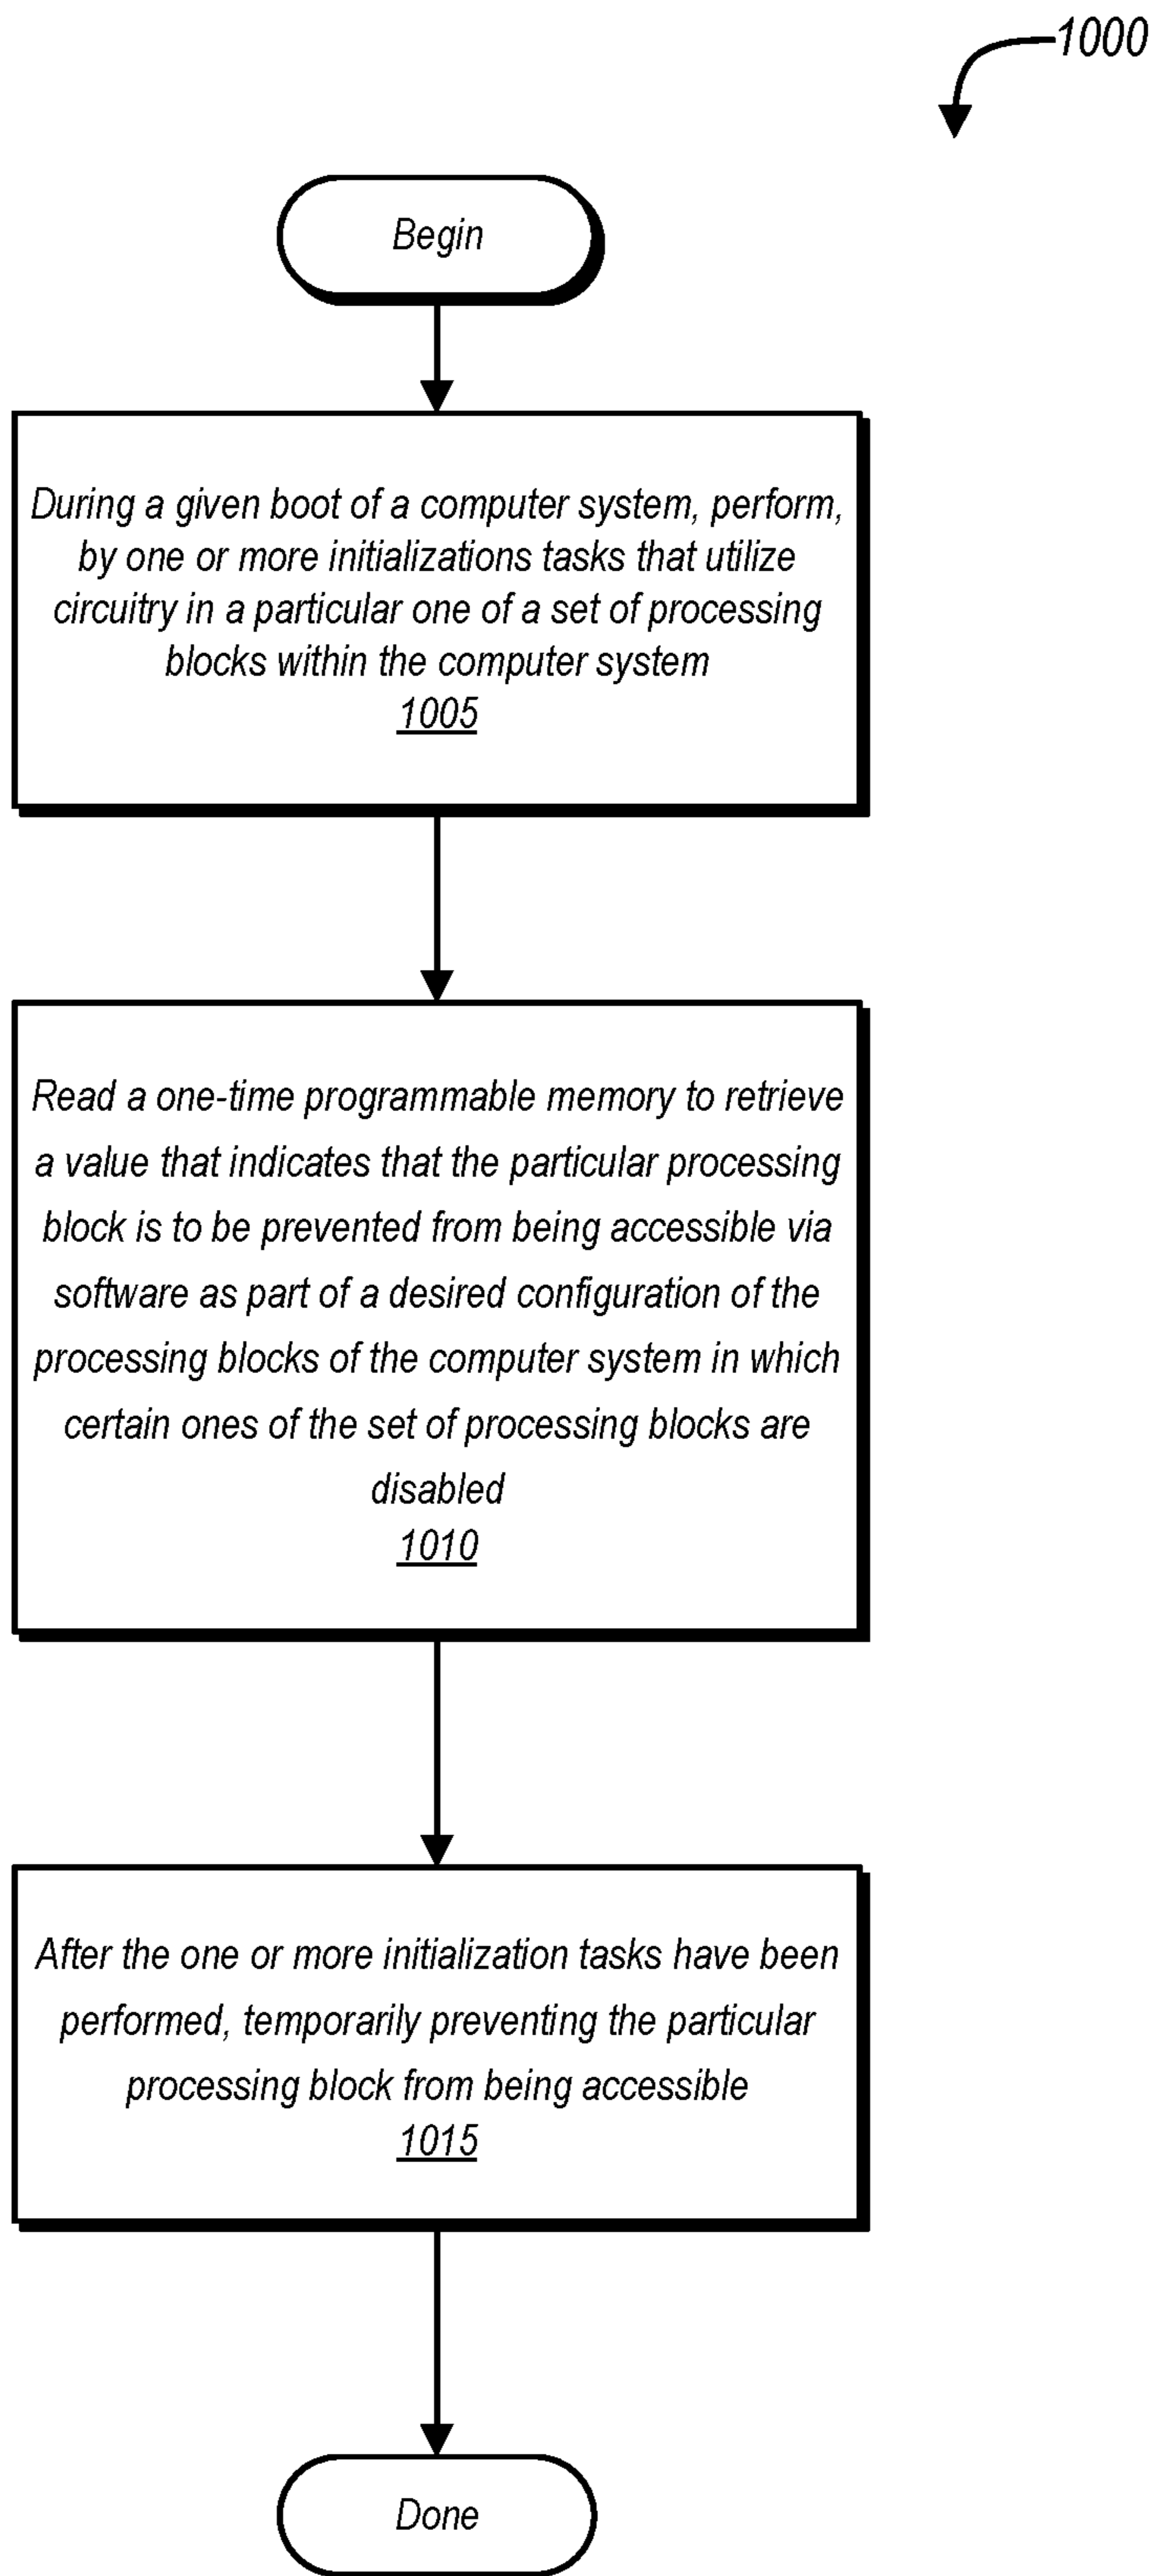 1000
Begin
During a given boot of a computer system, perform,
by one or more initializations tasks that utilize
circuitry in a particular one of a set of processing
blocks within the computer system
1005
Read a one-time programmable memory to retrieve
a value that indicates that the particular processing
block is to be prevented from being accessible via
software as part of a desired configuration of the
processing blocks of the computer system in which
certain ones of the set of processing blocks are
disabled
1010
After the one or more initialization tasks have been
performed, temporarily preventing the particular
processing block from being accessible
1015
Done